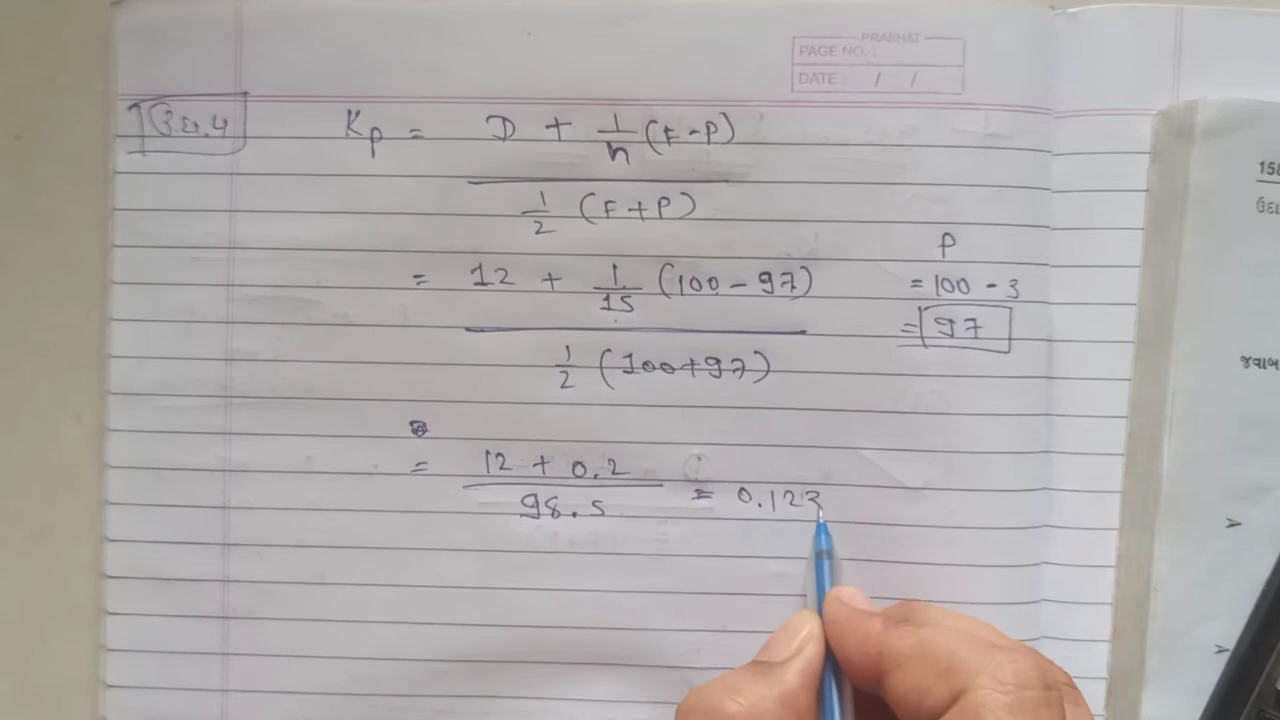 PRABHAT
PAGE NO. :
DATE : / /
ઉદા.4
Kp = D + 1/n (F - P)
1/2 (F + P)
P
= 12 + 1/15 (100 - 97)
= 100 - 3
= 97
1/2 (100 + 97)
= 12 + 0.2
98.5
= 0.123
158
ઉદા
જવાબ